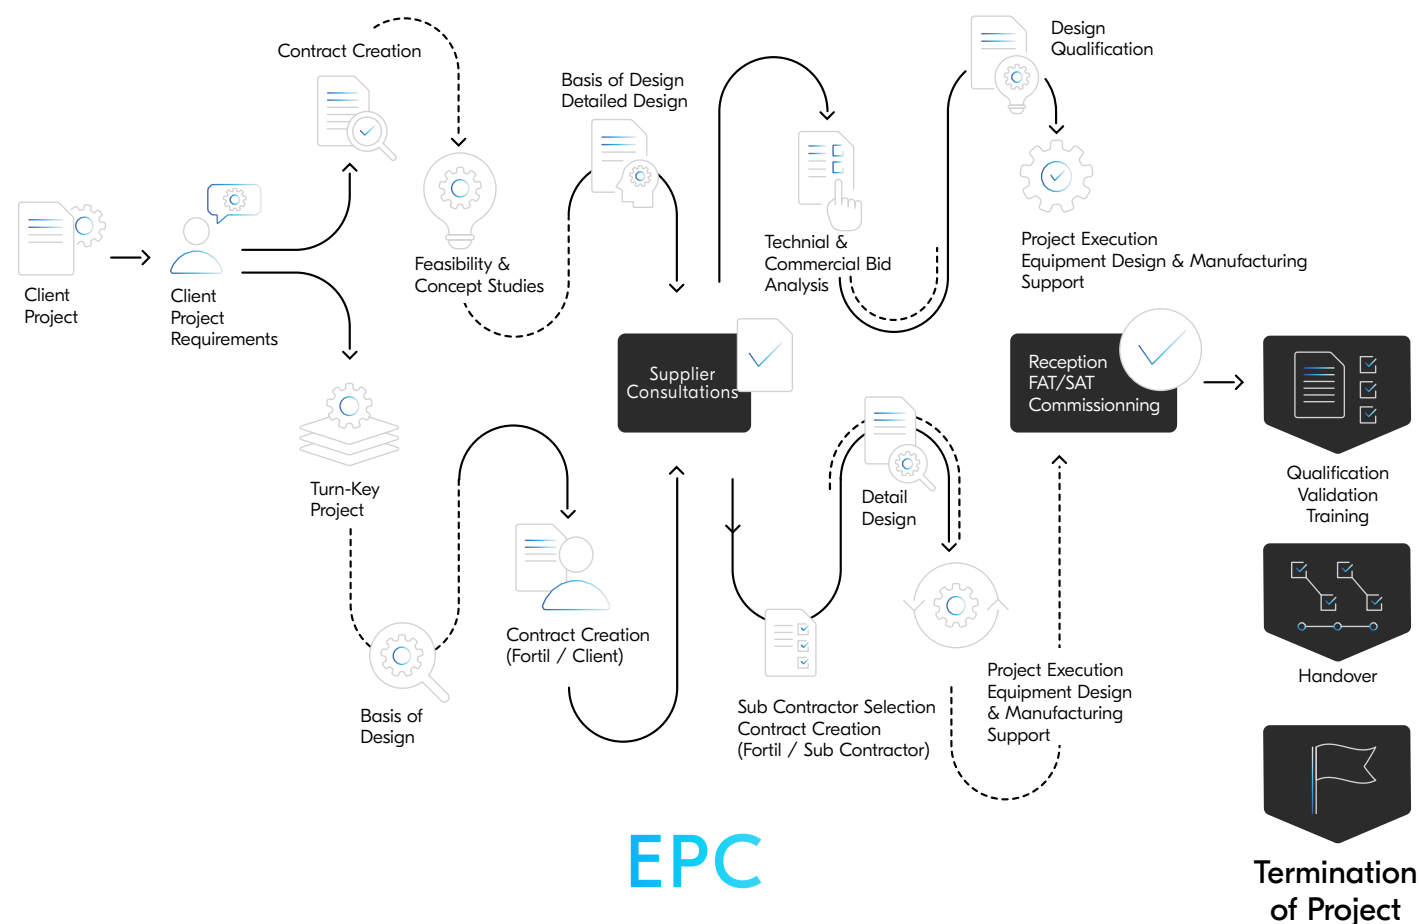 Contract Creation
Design
Qualification
Basis of Design
Detailed Design
Feasibility &
Concept Studies
Technial &
Commercial Bid
Analysis
Project Execution
Equipment Design & Manufacturing
Support
Client
Project
Client
Project
Requirements
Supplier
Consultations
Reception
FAT/SAT
Commissionning
Turn-Key
Project
Detail
Design
Qualification
Validation
Training
Contract Creation
(Fortil / Client)
Basis of
Design
Sub Contractor Selection
Contract Creation
(Fortil / Sub Contractor)
Project Execution
Equipment Design
& Manufacturing
Support
Handover
EPC
Termination
of Project